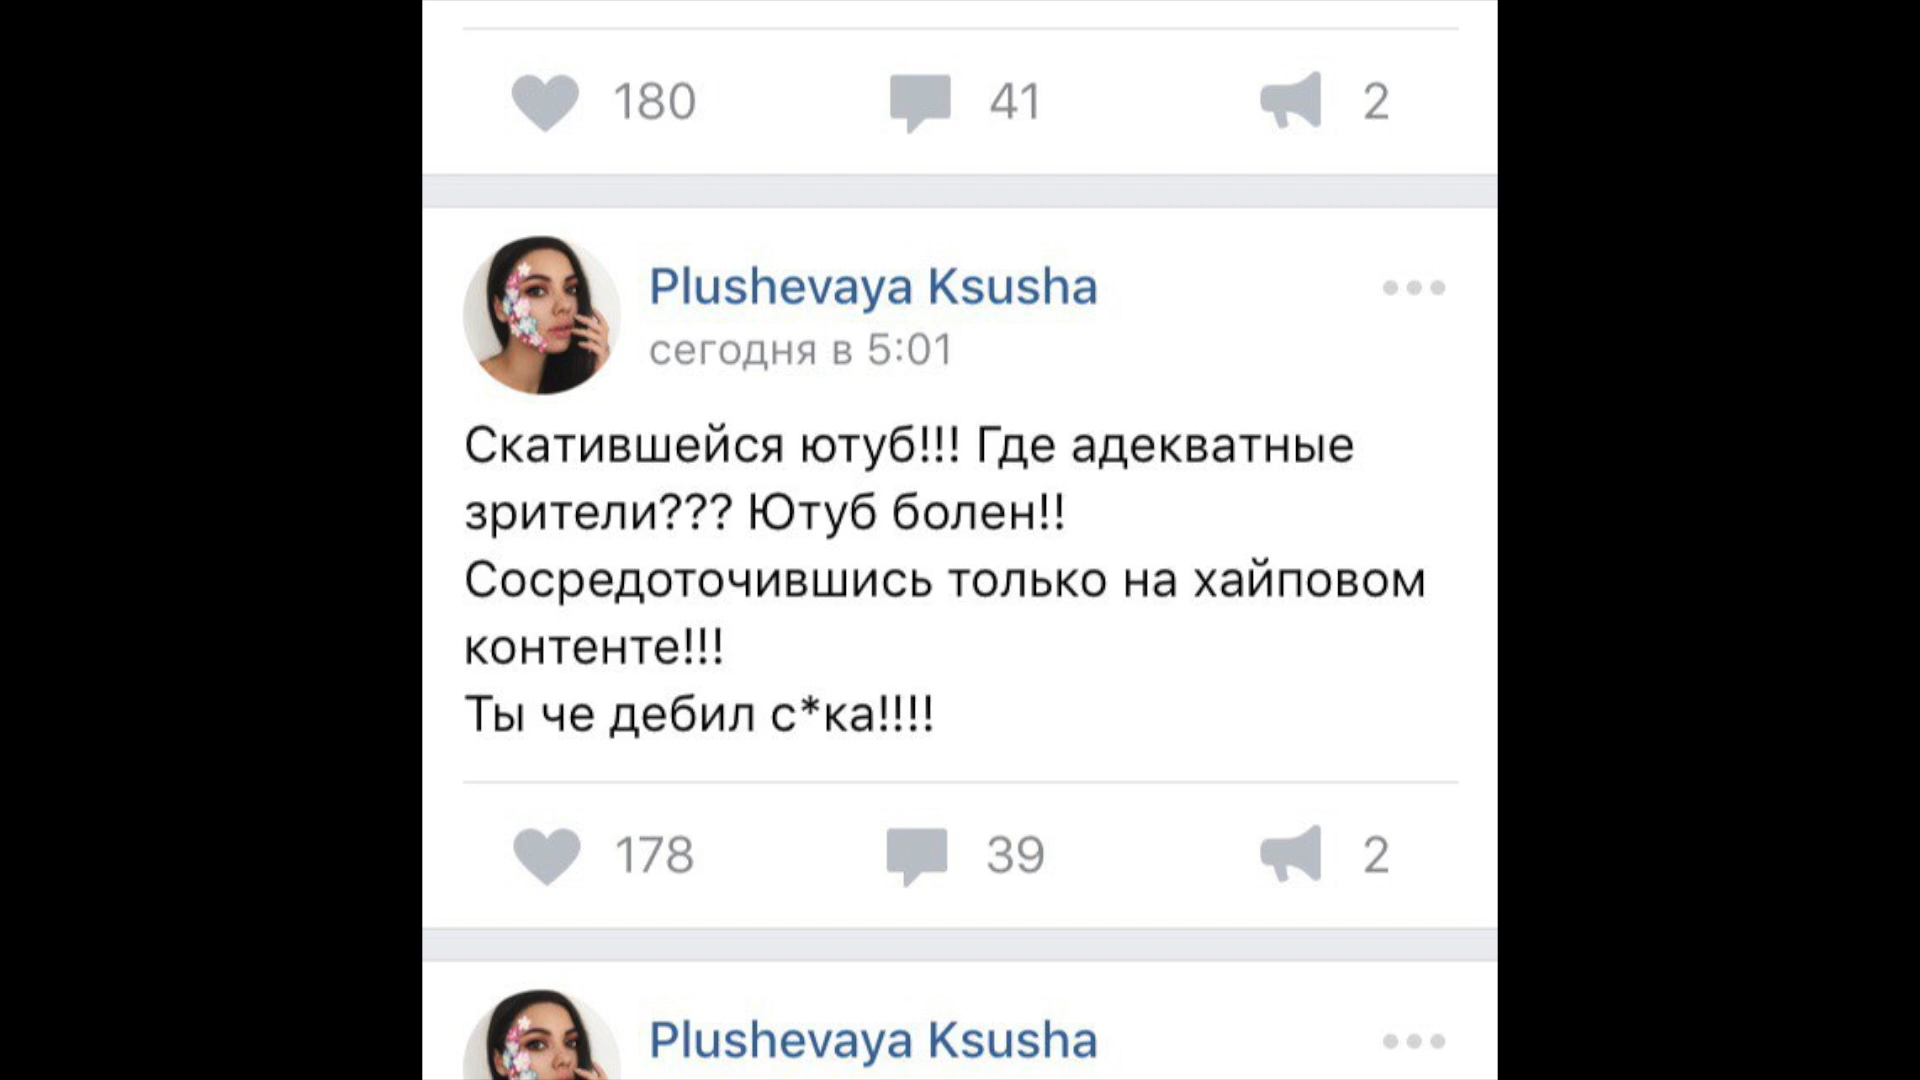 180 41 2
Plushevaya Ksusha
сегодня в 5:01
Скатившейся ютуб!!! Где адекватные
зрители??? Ютуб болен!!
Сосредоточившись только на хайповом
контенте!!!
Ты че дебил с*ка!!!!
178 39 2
Plushevaya Ksusha